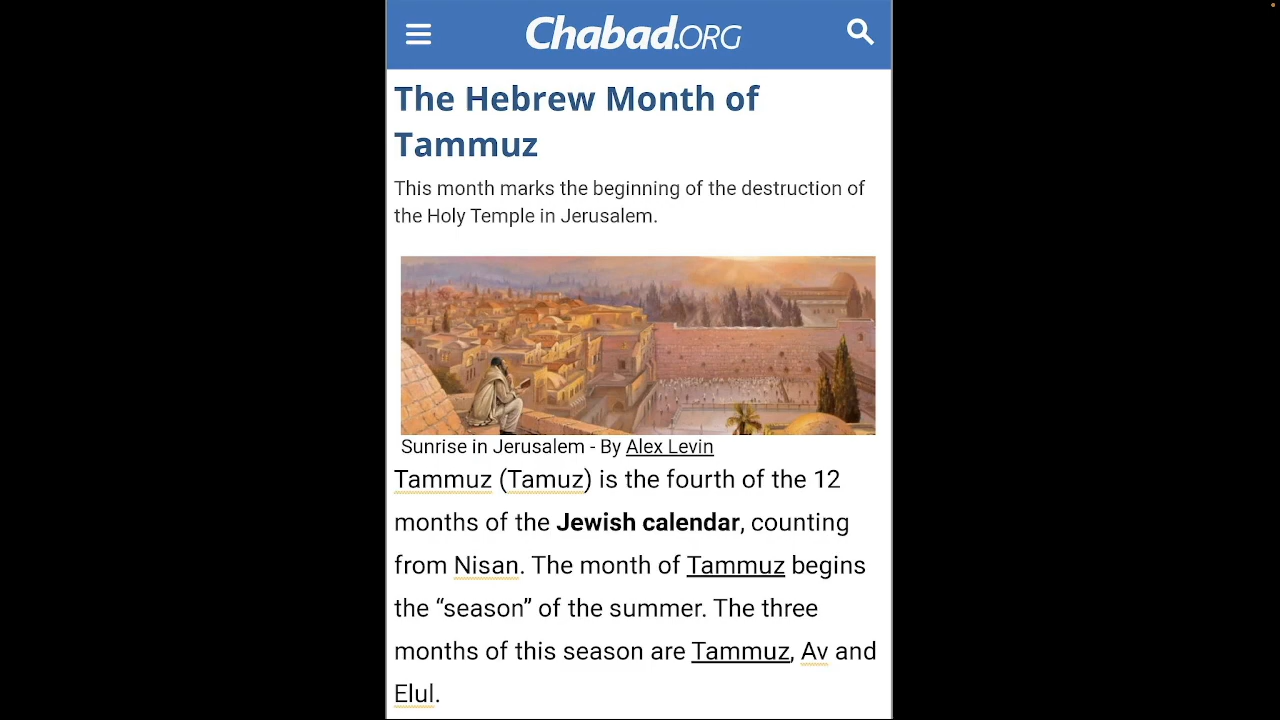 Chabad.ORG
The Hebrew Month of
Tammuz
This month marks the beginning of the destruction of
the Holy Temple in Jerusalem.
Sunrise in Jerusalem - By Alex Levin
Tammuz (Tamuz) is the fourth of the 12
months of the Jewish calendar, counting
from Nisan. The month of Tammuz begins
the “season” of the summer. The three
months of this season are Tammuz, Av and
Elul.